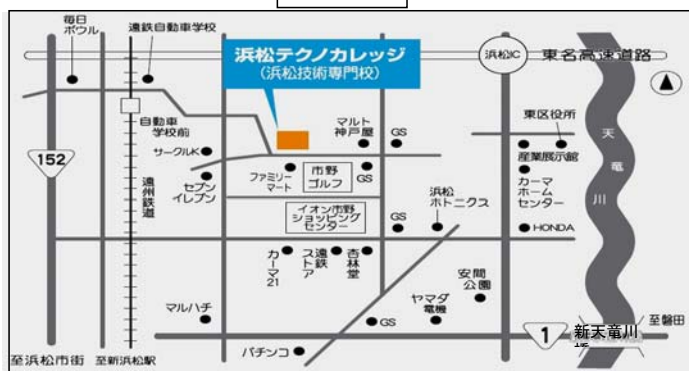 毎日
ボウル
遠鉄自動車学校
浜松テクノカレッジ
(浜松技術専門校)
浜松IC
東名高速道路
自動車
学校前
サークルK
マルト
神戸屋
GS
東区役所
産業展示館
152
遠州鉄道
セブン
イレブン
ファミリー
マート
市野
ゴルフ
GS
カーマ
ホーム
センター
天竜川
イオン市野
ショッピング
センター
浜松
ホトニクス
GS
HONDA
カーマ21
遠鉄
ストア
杏林堂
安間
公園
マルハチ
GS
ヤマダ
電機
1
新天竜川
至磐田
至浜松市街
至新浜松駅
パチンコ